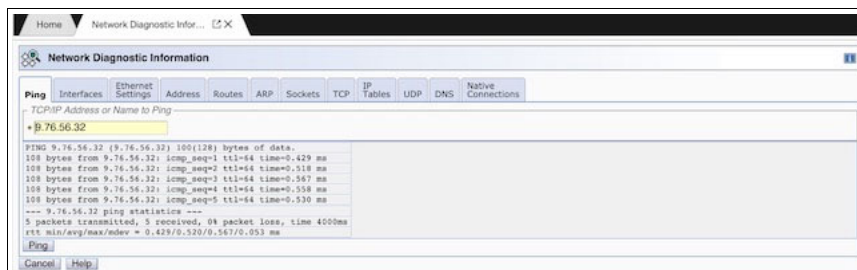 Home
Network Diagnostic Infor...
Network Diagnostic Information
Ping
Interfaces
Ethernet
Settings
Address
Routes
ARP
Sockets
TCP
IP
Tables
UDP
DNS
Native
Connections
TCP/IP Address or Name to Ping
* 9.76.56.32
PING 9.76.56.32 (9.76.56.32) 100(128) bytes of data.
108 bytes from 9.76.56.32: icmp_seq=1 ttl=64 time=0.429 ms
108 bytes from 9.76.56.32: icmp_seq=2 ttl=64 time=0.518 ms
108 bytes from 9.76.56.32: icmp_seq=3 ttl=64 time=0.567 ms
108 bytes from 9.76.56.32: icmp_seq=4 ttl=64 time=0.558 ms
108 bytes from 9.76.56.32: icmp_seq=5 ttl=64 time=0.530 ms
--- 9.76.56.32 ping statistics ---
5 packets transmitted, 5 received, 0% packet loss, time 4000ms
rtt min/avg/max/mdev = 0.429/0.520/0.567/0.053 ms
Ping
Cancel
Help